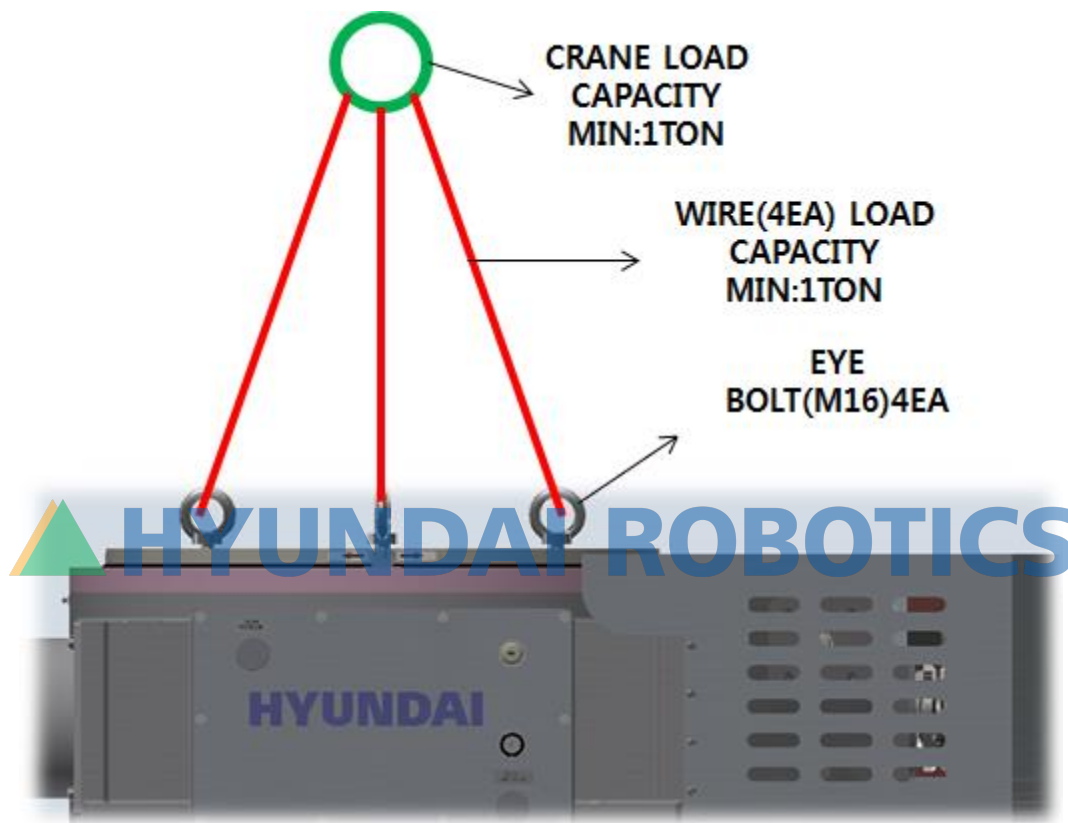 CRANE LOAD
CAPACITY
MIN:1TON
WIRE(4EA) LOAD
CAPACITY
MIN:1TON
EYE
BOLT(M16)4EA
HYUNDAI ROBOTICS
HYUNDAI